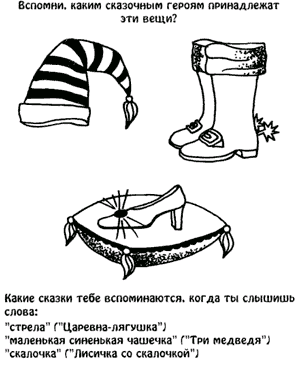 Вспомни, каким сказочным героям принадлежат
эти вещи?
Какие сказки тебе вспоминаются, когда ты слышишь
слова:
"стрела" ("Царевна-лягушка")
"маленькая синенькая чашечка" ("Три медведя")
"скалочка" ("Лисичка со скалочкой")